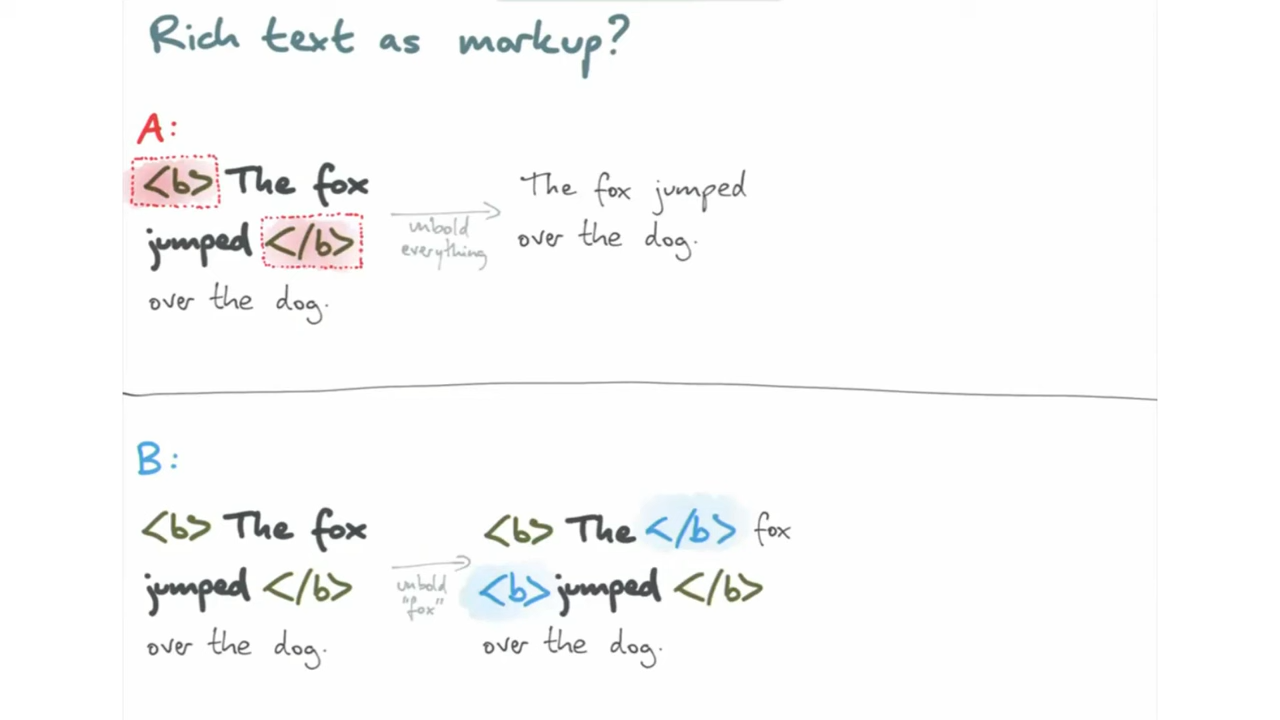 Rich text as markup?
A:
<b> The fox
jumped </b>
over the dog.
unbold
everything
The fox jumped
over the dog.
B:
<b> The fox
jumped </b>
over the dog.
unbold
"fox"
<b> The </b> fox
<b> jumped </b>
over the dog.